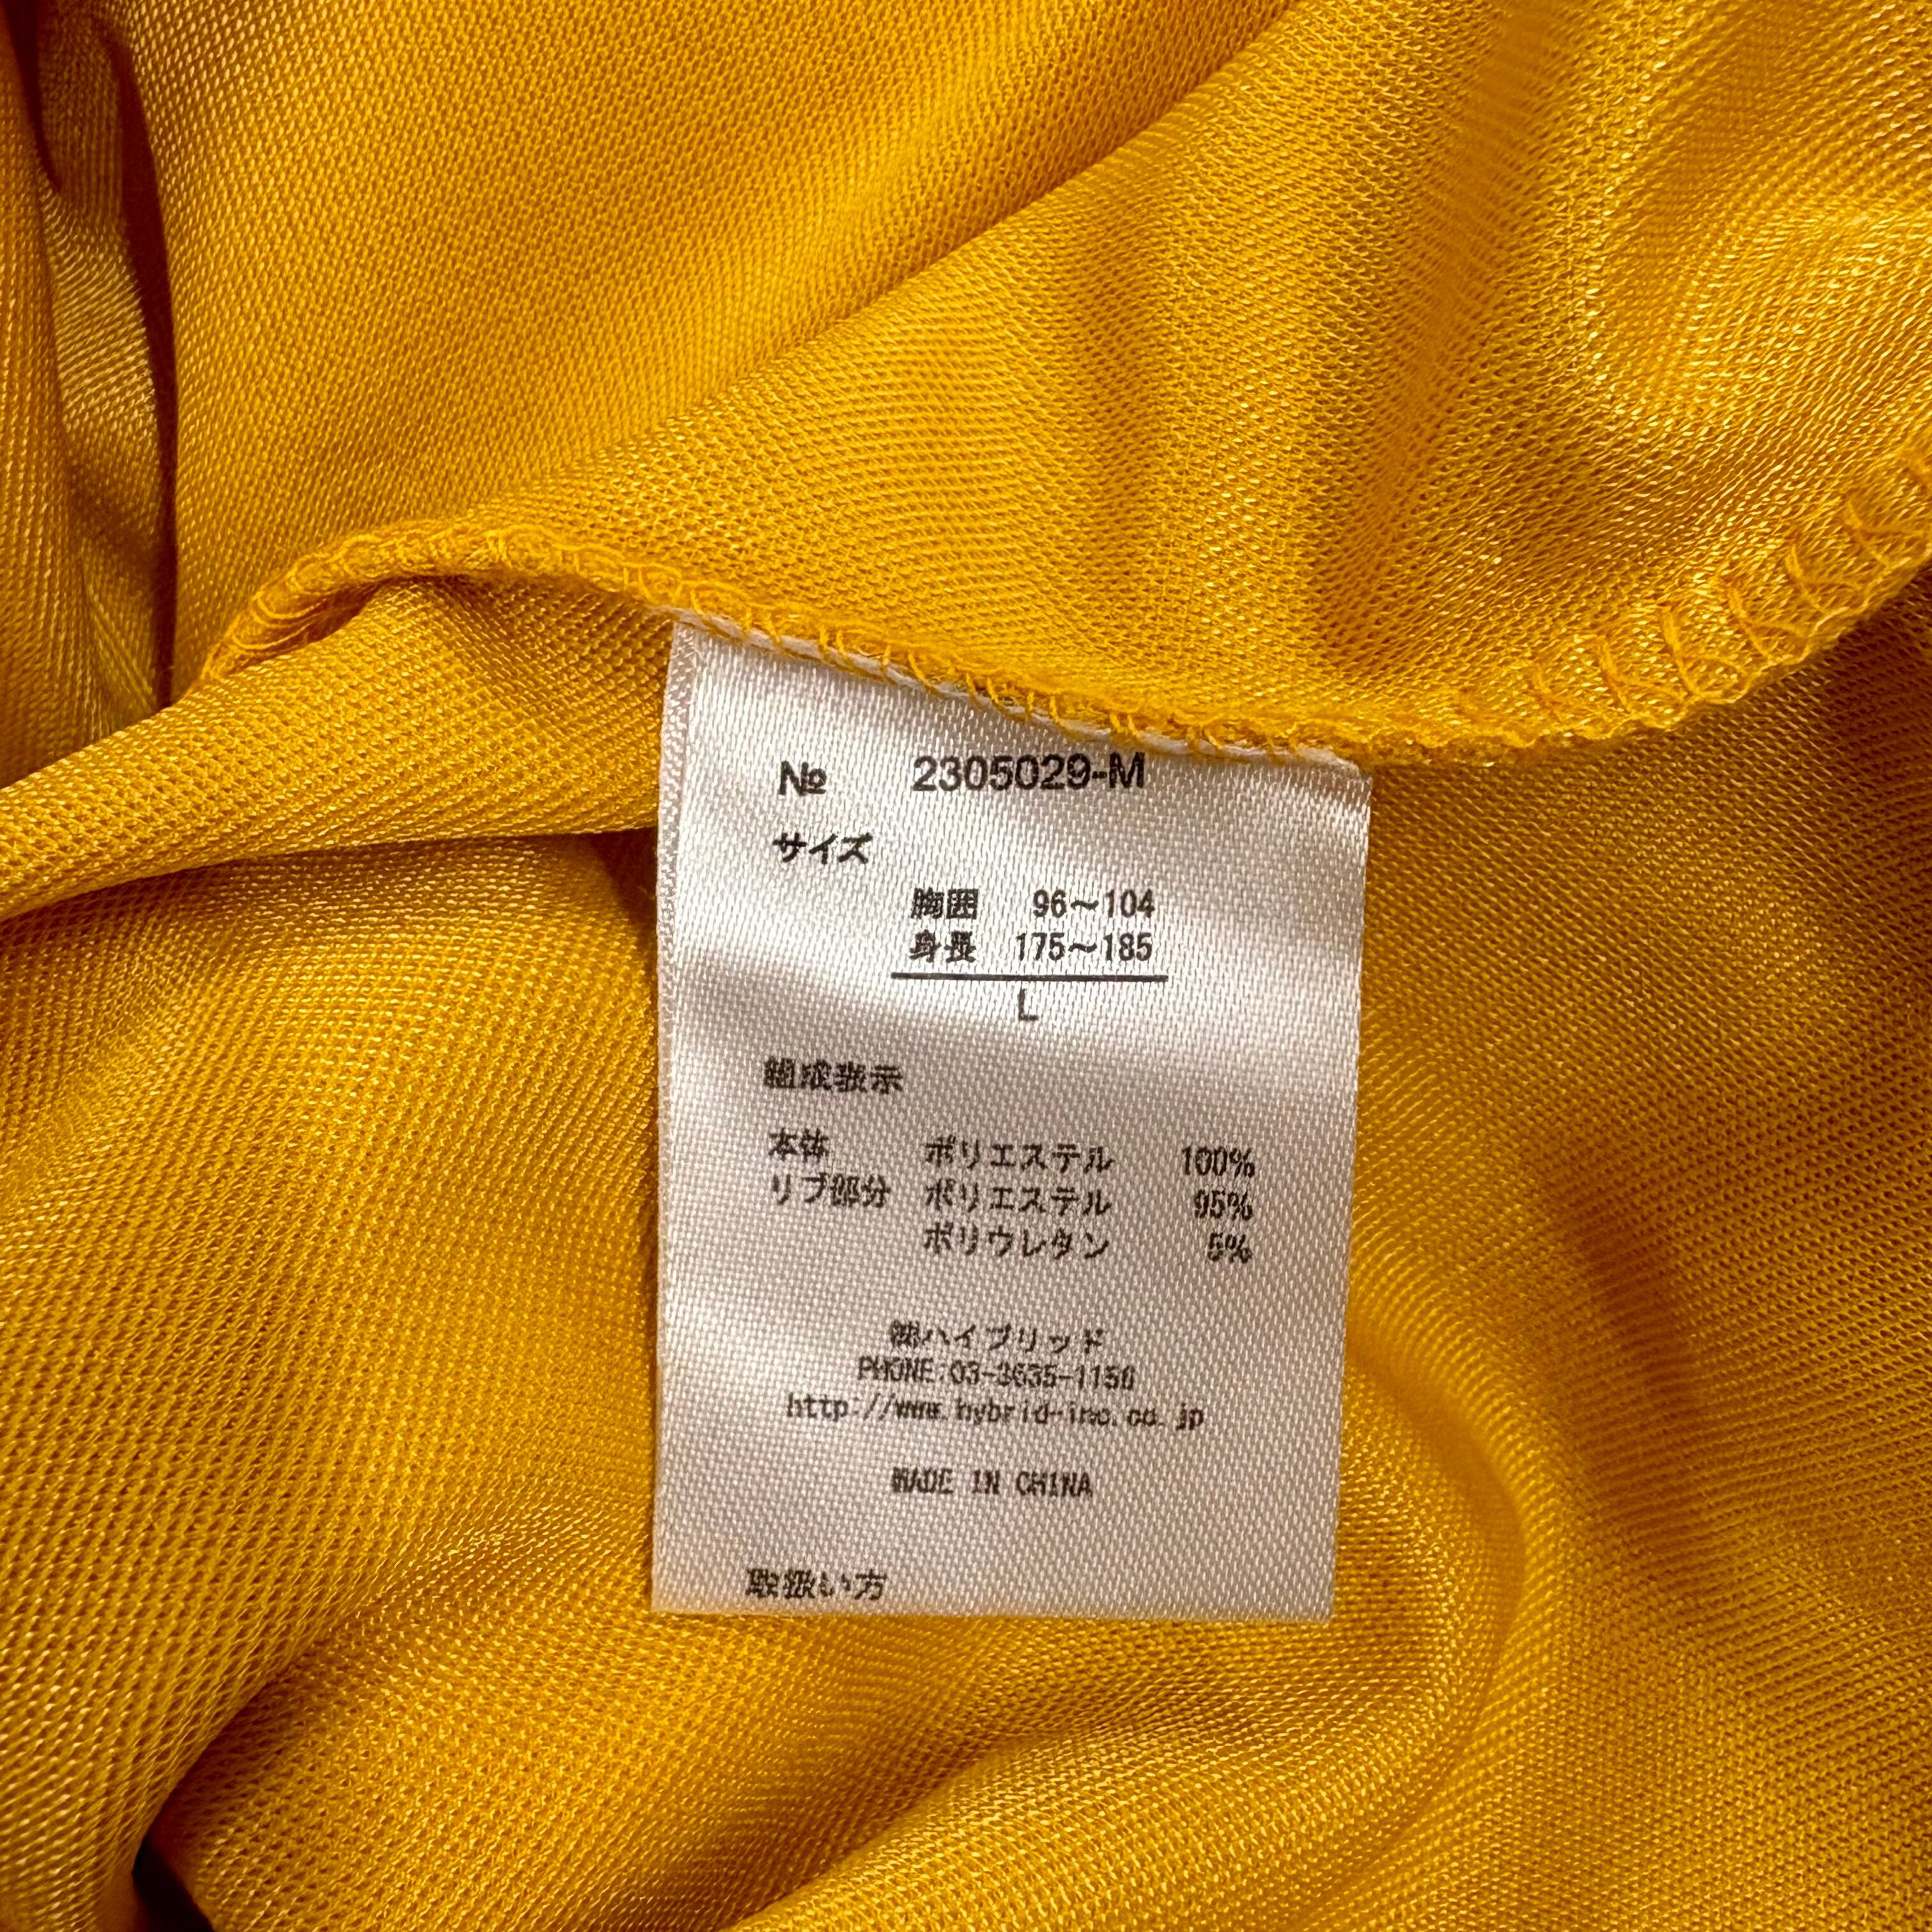 № 2305029-M
サイズ
胸囲 96～104
身長 175～185
L
組成表示
本体 ポリエステル 100%
リブ部分 ポリエステル 95%
ポリウレタン 5%
㈱ハイブリッド
PHONE:03-3635-1156
http://www.hybrid-inc.co.jp
MADE IN CHINA
取扱い方